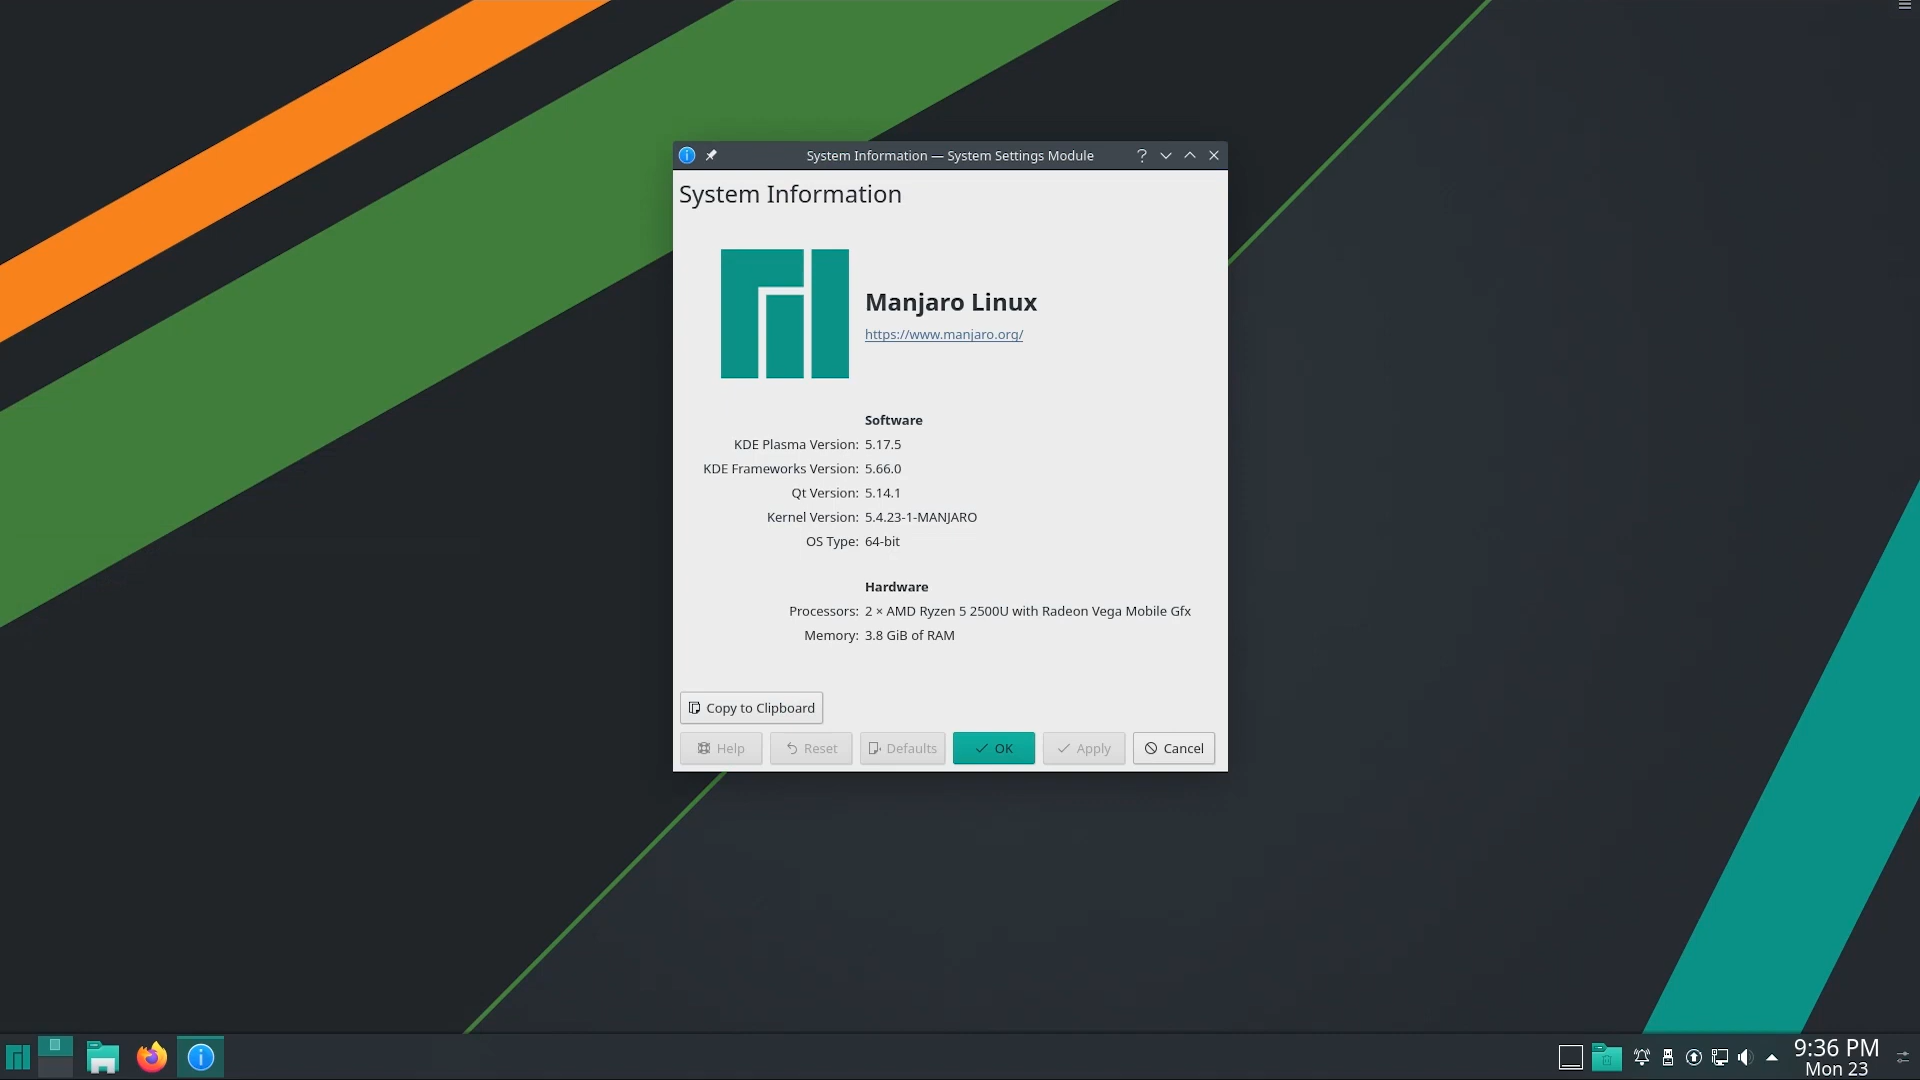 System Information — System Settings Module
System Information
Manjaro Linux
https://www.manjaro.org/
Software
KDE Plasma Version: 5.17.5
KDE Frameworks Version: 5.66.0
Qt Version: 5.14.1
Kernel Version: 5.4.23-1-MANJARO
OS Type: 64-bit
Hardware
Processors: 2 × AMD Ryzen 5 2500U with Radeon Vega Mobile Gfx
Memory: 3.8 GiB of RAM
Copy to Clipboard
Help Reset Defaults OK Apply Cancel
9:36 PM
Mon 23